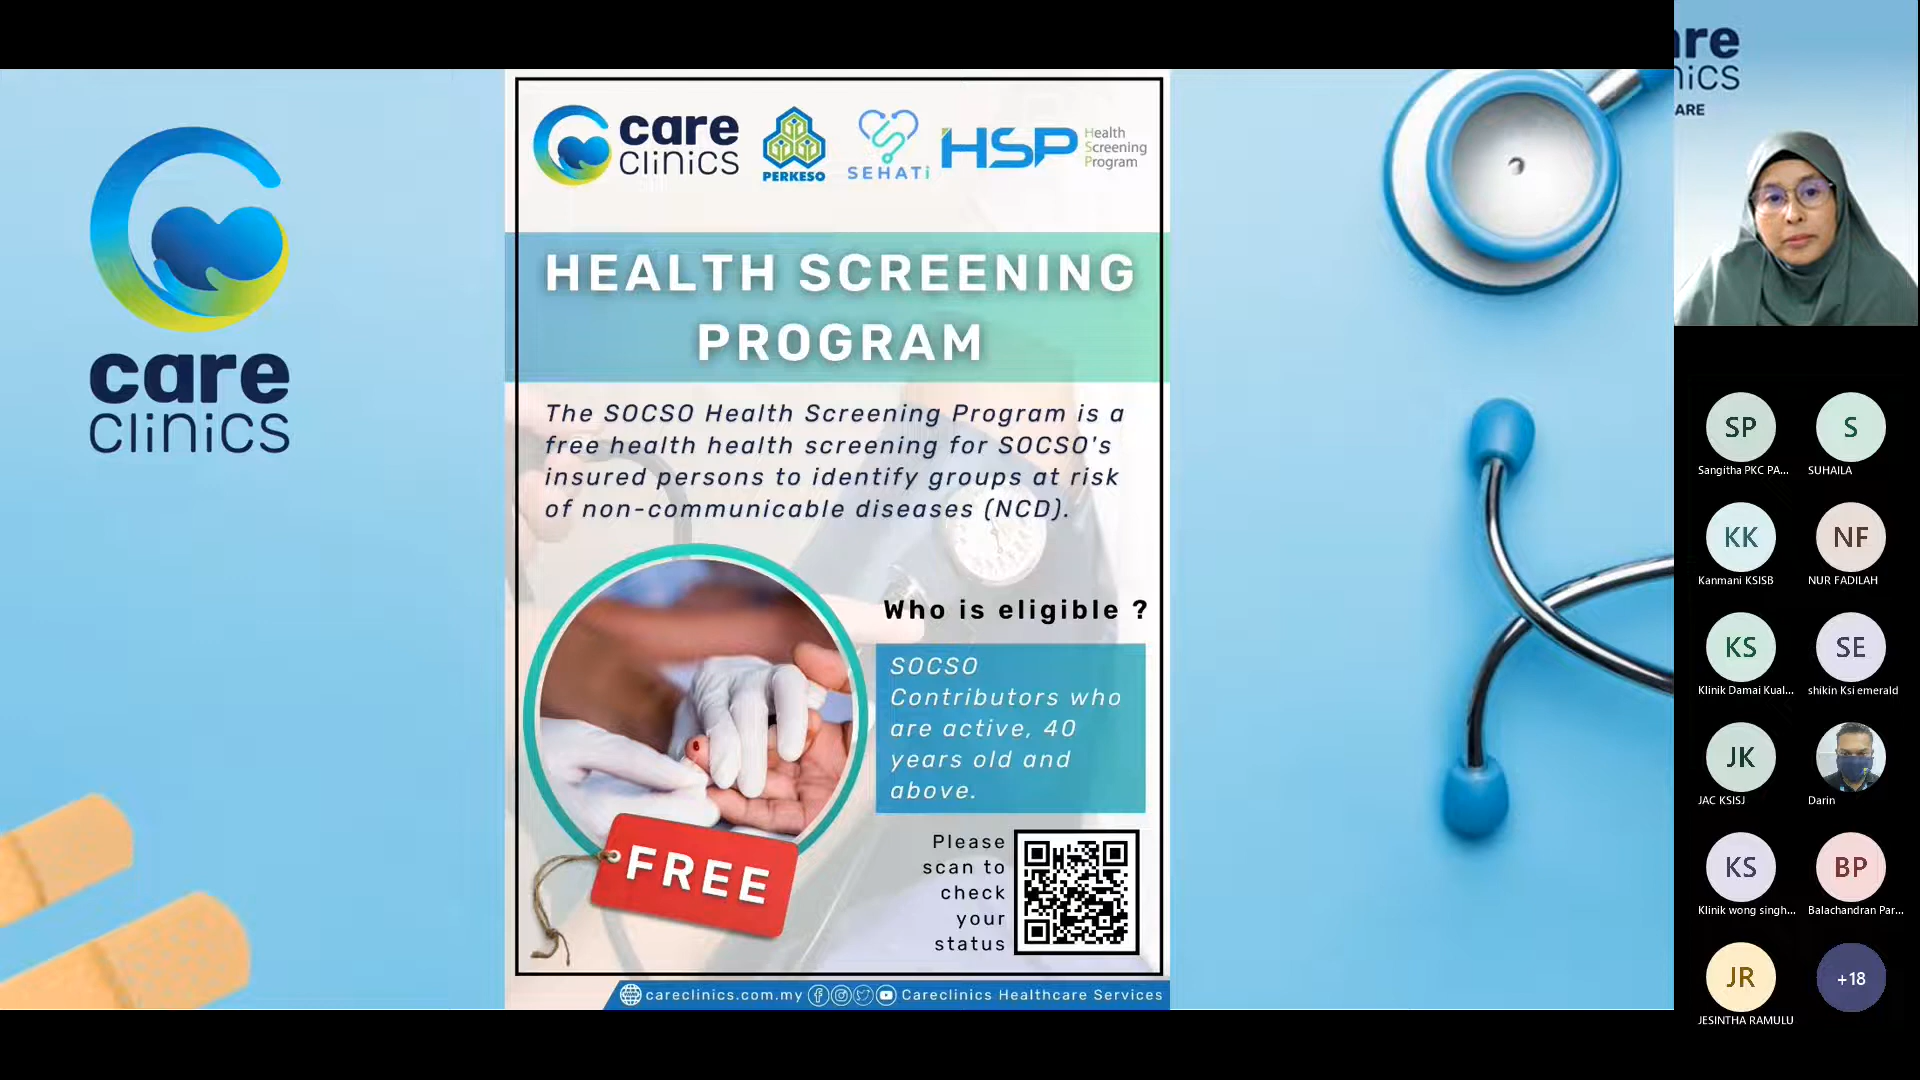 care
clinics
care
clinics
PERKESO
SEHATi
HSP
Health
Screening
Program
HEALTH SCREENING
PROGRAM
The SOCSO Health Screening Program is a
free health health screening for SOCSO's
insured persons to identify groups at risk
of non-communicable diseases (NCD).
Who is eligible ?
SOCSO
Contributors who
are active, 40
years old and
above.
FREE
Please
scan to
check
your
status
careclinics.com.my Careclinics Healthcare Services
are
nics
ARE
SP
S
Sangitha PKC PA...
SUHAILA
KK
NF
Kanmani KSISB
NUR FADILAH
KS
SE
Klinik Damai Kual...
shikin Ksi emerald
JK
JAC KSISJ
Darin
KS
BP
Klinik wong singh...
Balachandran Par...
JR
+18
JESINTHA RAMULU